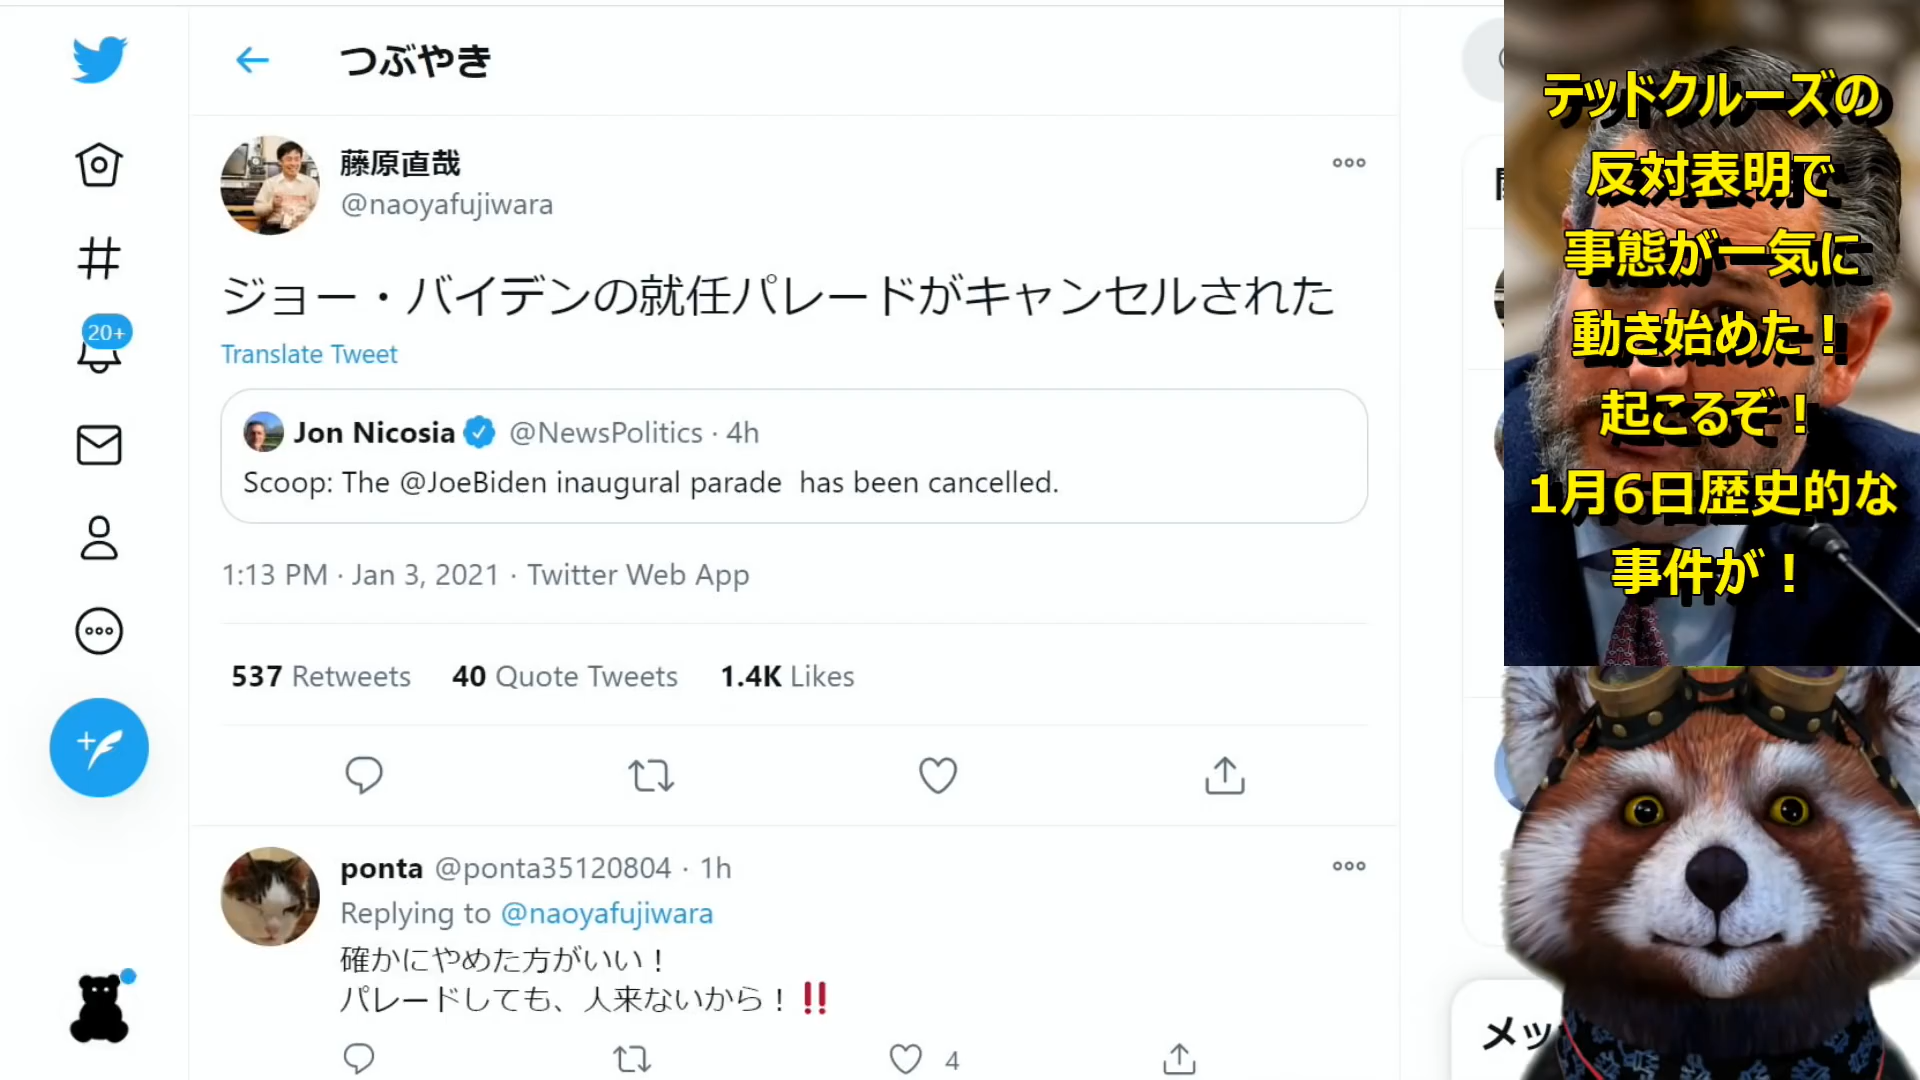 つぶやき
藤原直哉
@naoyafujiwara
ジョー・バイデンの就任パレードがキャンセルされた
Translate Tweet
Jon Nicosia @NewsPolitics · 4h
Scoop: The @JoeBiden inaugural parade has been cancelled.
1:13 PM · Jan 3, 2021 · Twitter Web App
537 Retweets 40 Quote Tweets 1.4K Likes
ponta @ponta35120804 · 1h
Replying to @naoyafujiwara
確かにやめた方がいい！
パレードしても、人来ないから！‼
4
20+
テッドクルーズの
反対表明で
事態が一気に
動き始めた！
起こるぞ！
1月6日歴史的な
事件が！
メッ